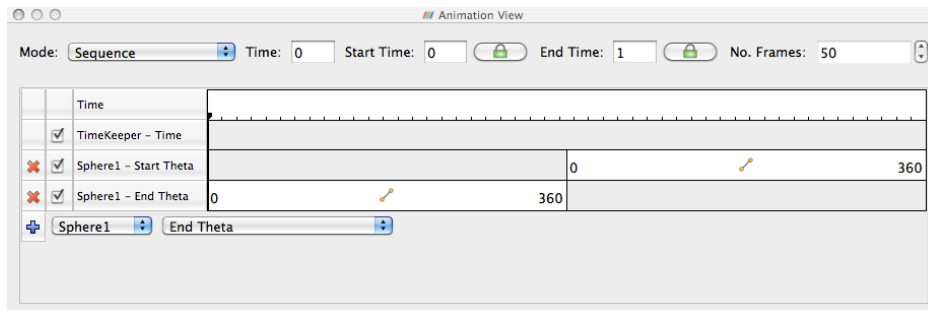 Animation View
Mode: Sequence Time: 0 Start Time: 0 End Time: 1 No. Frames: 50
Time
TimeKeeper – Time
Sphere1 – Start Theta 0 360
Sphere1 – End Theta 0 360
Sphere1 End Theta